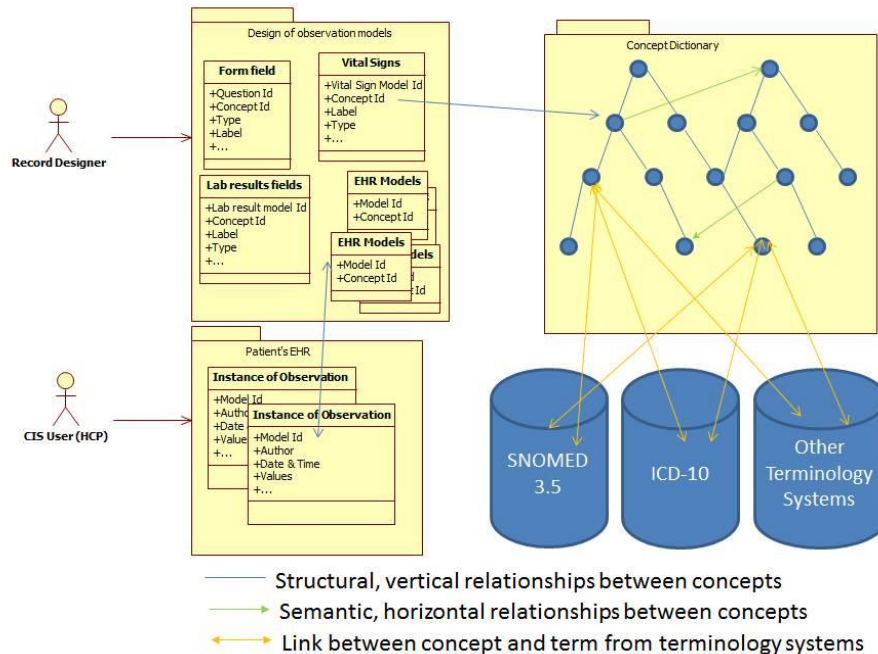 Design of observation models
Form field
+Question Id
+Concept Id
+Type
+Label
+...
Vital Signs
+Vital Sign Model Id
+Concept Id
+Label
+Type
+...
Lab results fields
+Lab result model Id
+Concept Id
+Label
+Type
+...
EHR Models
+Model Id
+Concept Id
EHR Models
+Model Id
+Concept Id
dels
d
t Id
Record Designer
Concept Dictionary
Patient's EHR
Instance of Observation
+Model Id
+Autho
+Date
+Value
+...
Instance of Observation
+Model Id
+Author
+Date & Time
+Values
+...
CIS User (HCP)
SNOMED
3.5
ICD-10
Other
Terminology
Systems
Structural, vertical relationships between concepts
Semantic, horizontal relationships between concepts
Link between concept and term from terminology systems